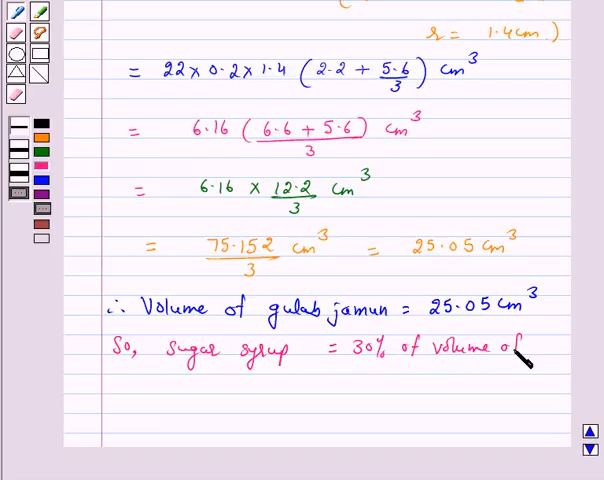 (
r = 1.4cm.)
= 22 x 0.2 x 1.4 (2.2 + 5.6/3) cm³
= 6.16 (6.6 + 5.6)/3 cm³
= 6.16 x 12.2/3 cm³
= 75.152/3 cm³ = 25.05 cm³
∴ Volume of gulab jamun = 25.05 cm³
So, Sugar syrup = 30% of volume of